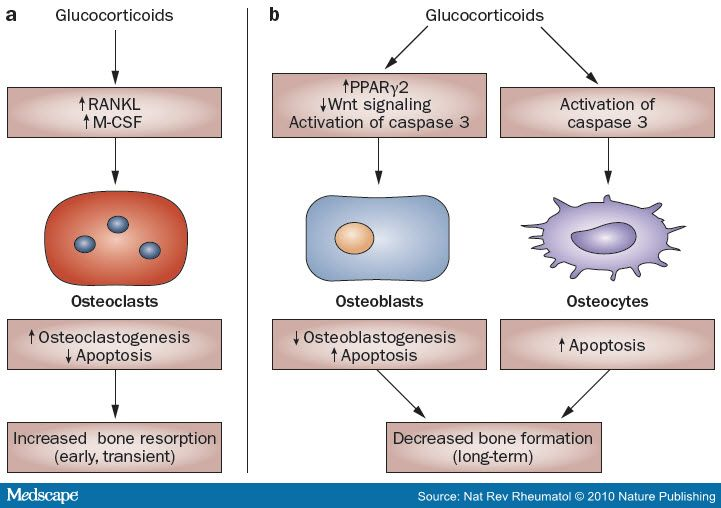 a
Glucocorticoids
↑RANKL
↑M-CSF
Osteoclasts
↑Osteoclastogenesis
↓Apoptosis
Increased bone resorption
(early, transient)
b
Glucocorticoids
↑PPARγ2
↓Wnt signaling
Activation of caspase 3
Activation of
caspase 3
Osteoblasts
Osteocytes
↓Osteoblastogenesis
↑Apoptosis
↑Apoptosis
Decreased bone formation
(long-term)
Medscape
Source: Nat Rev Rheumatol © 2010 Nature Publishing